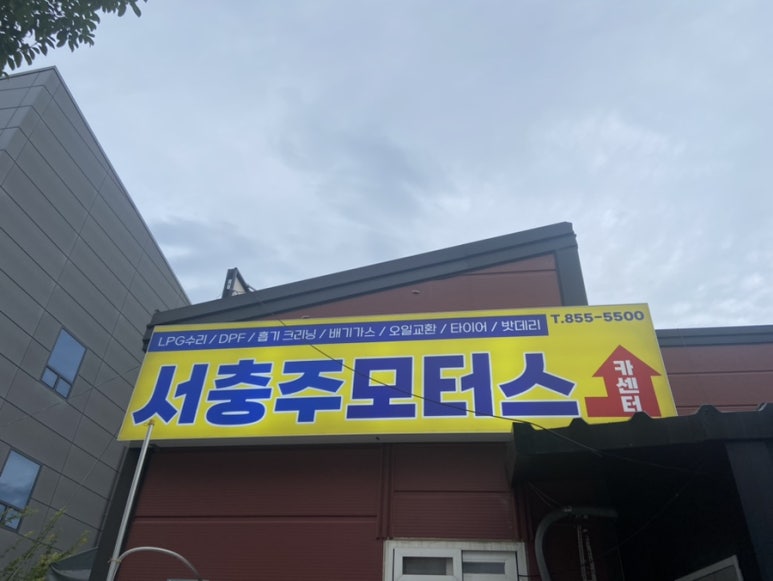 LPG수리 / DPF / 흡기 크리닝 / 배기가스 / 오일교환 / 타이어 / 밧데리
T.855-5500
서충주모터스
카센터